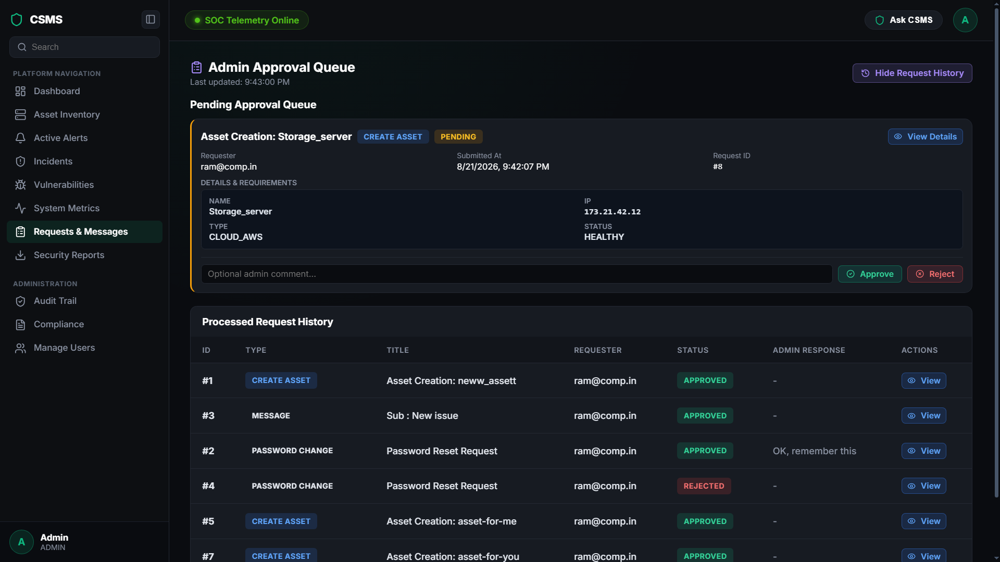 CSMS
Search
PLATFORM NAVIGATION
Dashboard
Asset Inventory
Active Alerts
Incidents
Vulnerabilities
System Metrics
Requests & Messages
Security Reports
ADMINISTRATION
Audit Trail
Compliance
Manage Users
A
Admin
ADMIN
SOC Telemetry Online
Ask CSMS
A
Admin Approval Queue
Last updated: 9:43:00 PM
Hide Request History
Pending Approval Queue
Asset Creation: Storage_server CREATE ASSET PENDING View Details
Requester Submitted At Request ID
ram@comp.in 8/21/2026, 9:42:07 PM #8
DETAILS & REQUIREMENTS
NAME IP
Storage_server 173.21.42.12
TYPE STATUS
CLOUD_AWS HEALTHY
Optional admin comment... Approve Reject
Processed Request History
ID TYPE TITLE REQUESTER STATUS ADMIN RESPONSE ACTIONS
#1 CREATE ASSET Asset Creation: neww_assett ram@comp.in APPROVED - View
#3 MESSAGE Sub : New issue ram@comp.in APPROVED - View
#2 PASSWORD CHANGE Password Reset Request ram@comp.in APPROVED OK, remember this View
#4 PASSWORD CHANGE Password Reset Request ram@comp.in REJECTED - View
#5 CREATE ASSET Asset Creation: asset-for-me ram@comp.in APPROVED - View
#7 CREATE ASSET Asset Creation: asset-for-you ram@comp.in APPROVED - View